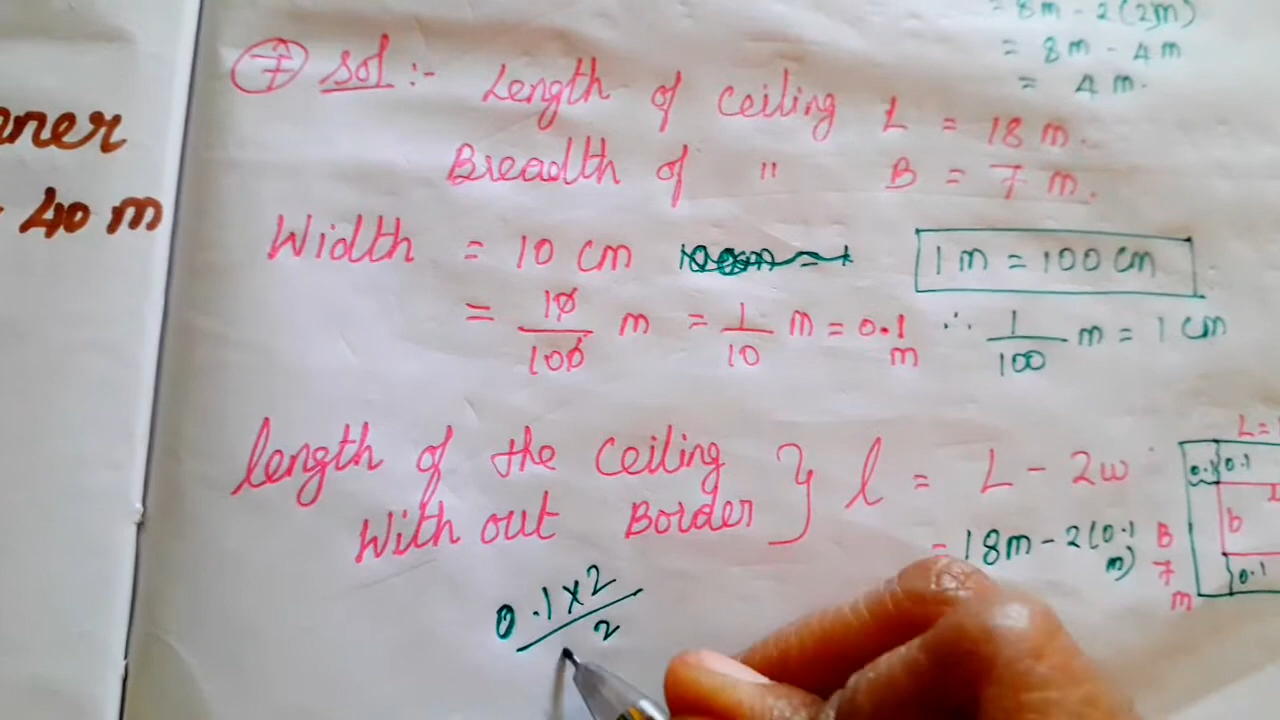 = 8m - 2(2m)
= 8m - 4m
= 4m.
ner
40 m
7 Sol :- Length of ceiling L = 18 m.
Breadth of " B = 7 m.
Width = 10 cm 1 m = 100 cm
= 10/100 m = 1/10 m = 0.1 m ∴ 1/100 m = 1 cm
length of the ceiling
with out Border } l = L - 2w
= 18m - 2(0.1 m)
0.1 × 2
2
L =
0.1 0.1
b
B
7
m
0.1